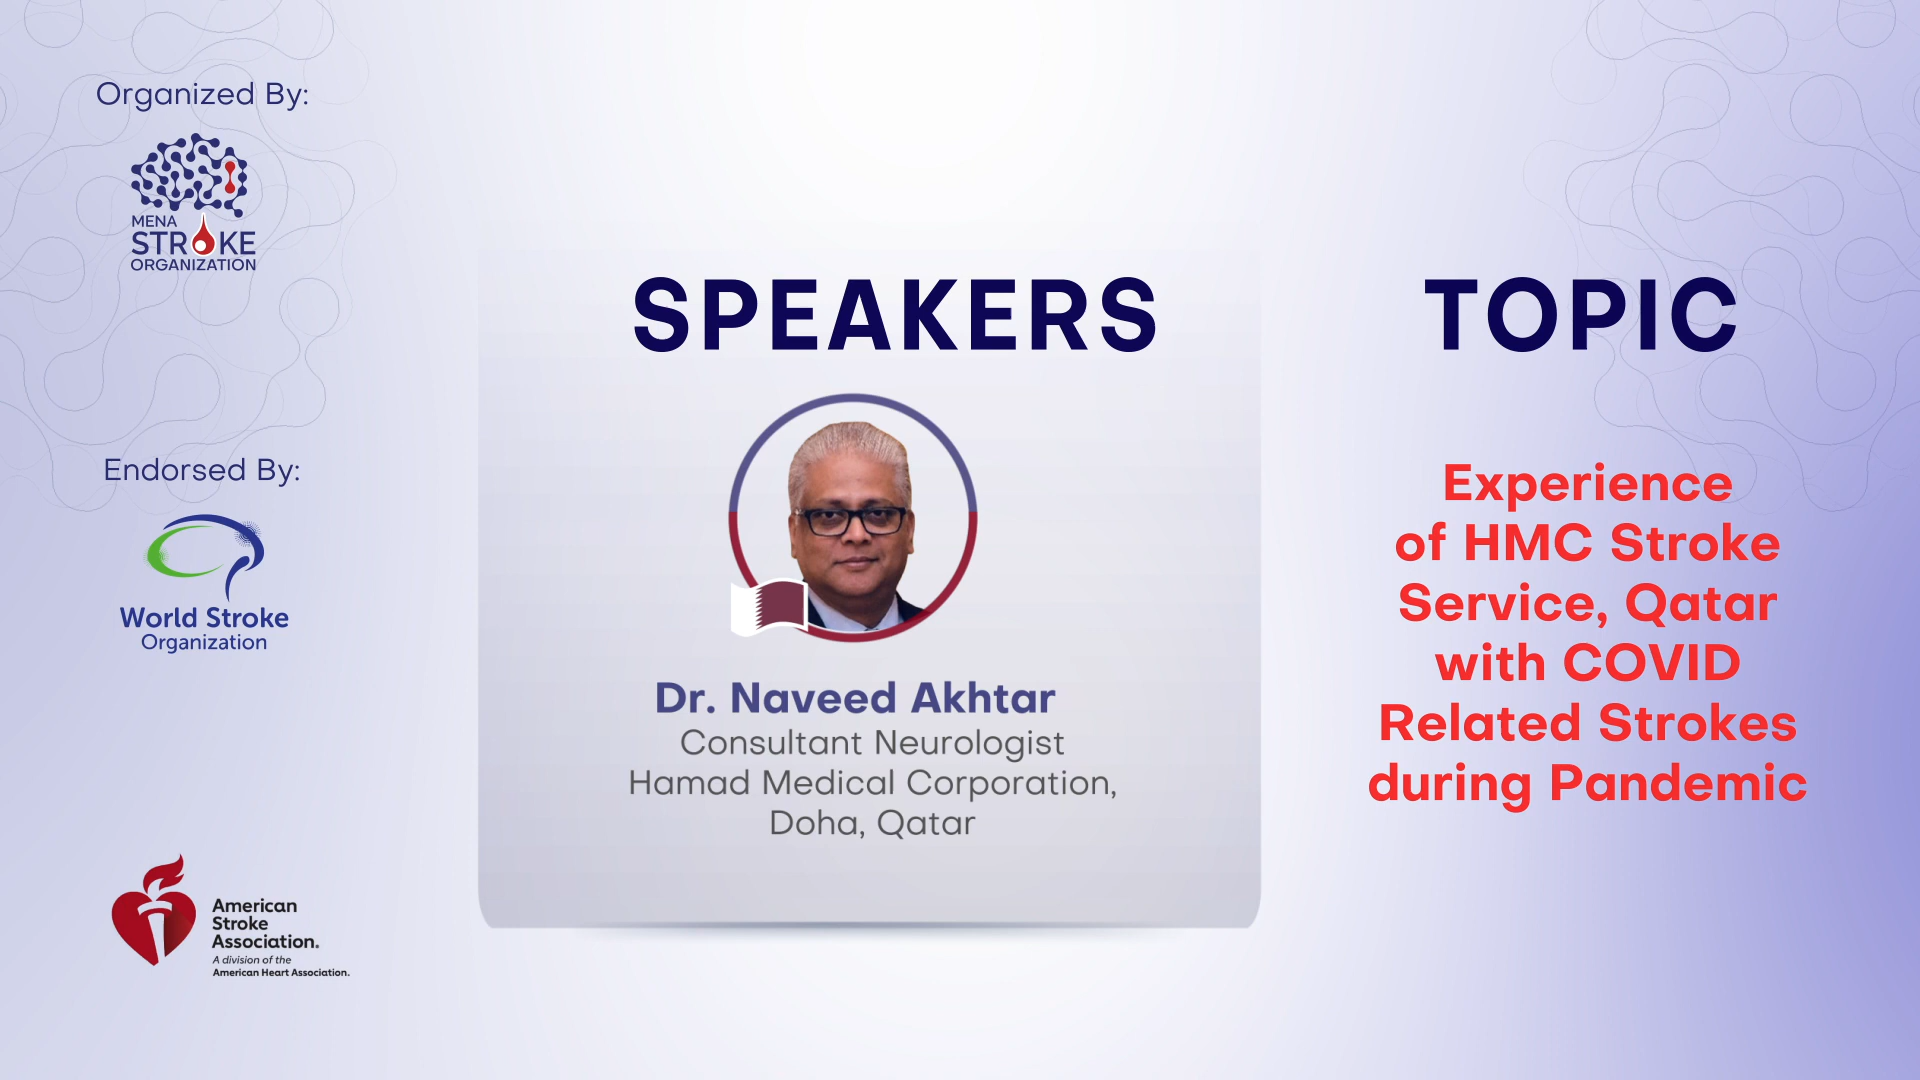 Organized By:
MENA
STROKE
ORGANIZATION
Endorsed By:
World Stroke
Organization
American
Stroke
Association.
A division of the
American Heart Association.
SPEAKERS
Dr. Naveed Akhtar
Consultant Neurologist
Hamad Medical Corporation,
Doha, Qatar
TOPIC
Experience
of HMC Stroke
Service, Qatar
with COVID
Related Strokes
during Pandemic